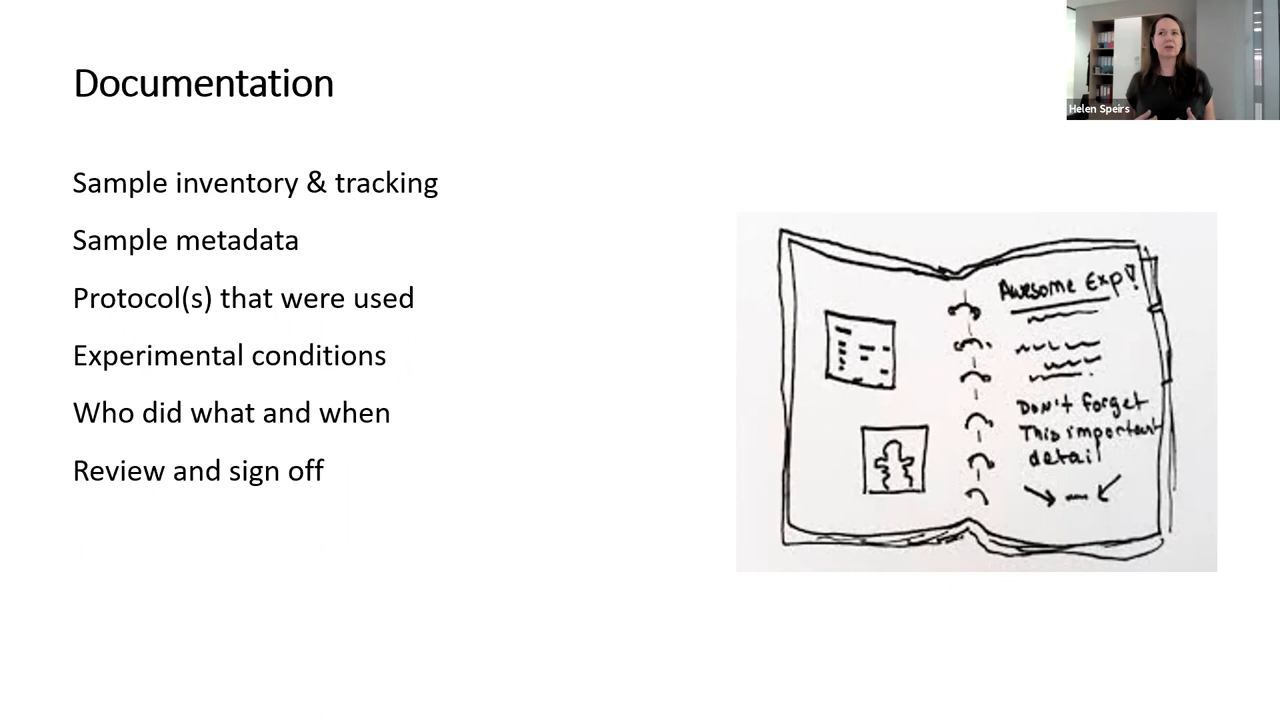 Documentation
Helen Speirs
Sample inventory & tracking
Sample metadata
Protocol(s) that were used
Experimental conditions
Who did what and when
Review and sign off
Awesome Exp!
Don't forget
This important
detail